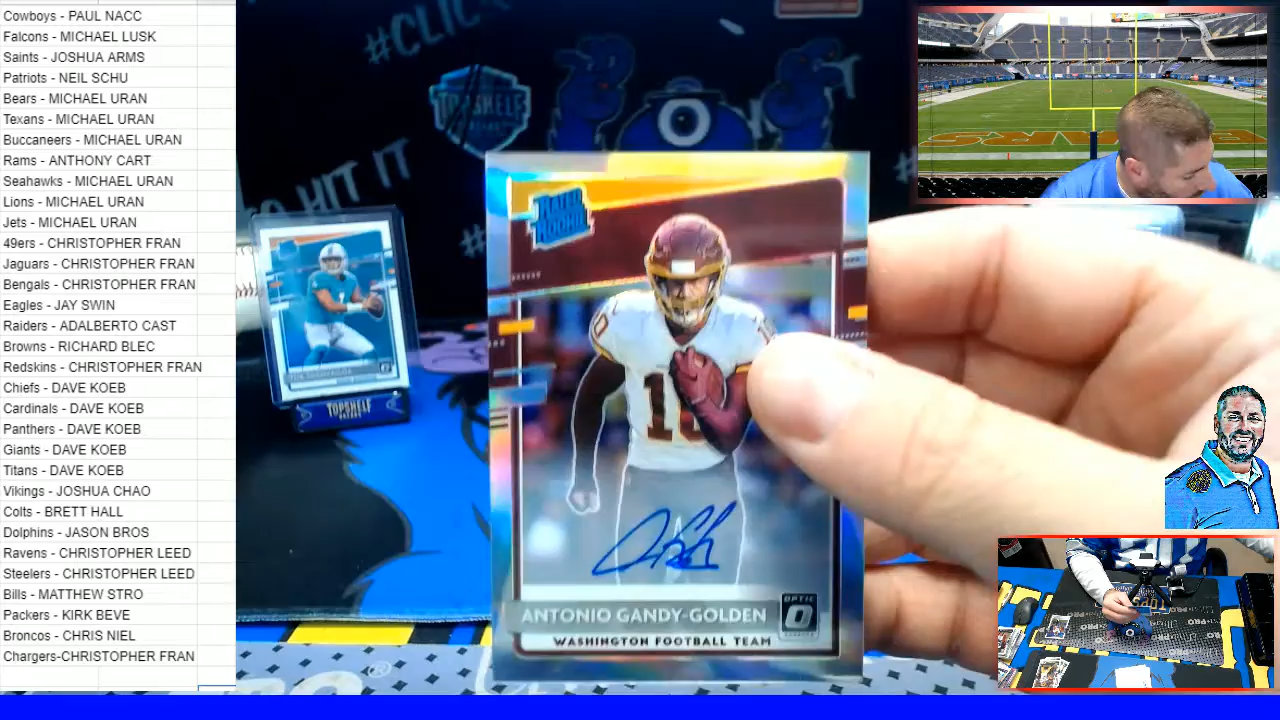 Cowboys - PAUL NACC
Falcons - MICHAEL LUSK
Saints - JOSHUA ARMS
Patriots - NEIL SCHU
Bears - MICHAEL URAN
Texans - MICHAEL URAN
Buccaneers - MICHAEL URAN
Rams - ANTHONY CART
Seahawks - MICHAEL URAN
Lions - MICHAEL URAN
Jets - MICHAEL URAN
49ers - CHRISTOPHER FRAN
Jaguars - CHRISTOPHER FRAN
Bengals - CHRISTOPHER FRAN
Eagles - JAY SWIN
Raiders - ADALBERTO CAST
Browns - RICHARD BLEC
Redskins - CHRISTOPHER FRAN
Chiefs - DAVE KOEB
Cardinals - DAVE KOEB
Panthers - DAVE KOEB
Giants - DAVE KOEB
Titans - DAVE KOEB
Vikings - JOSHUA CHAO
Colts - BRETT HALL
Dolphins - JASON BROS
Ravens - CHRISTOPHER LEED
Steelers - CHRISTOPHER LEED
Bills - MATTHEW STRO
Packers - KIRK BEVE
Broncos - CHRIS NIEL
Chargers-CHRISTOPHER FRAN
TOPSHELF
HIT IT
TOPSHELF
RATED ROOKIE
10
10
OPTIC
ANTONIO GANDY-GOLDEN
WASHINGTON FOOTBALL TEAM